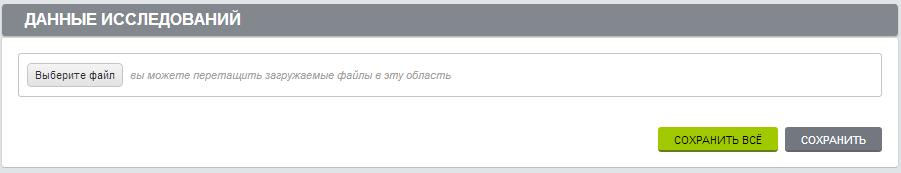 ДАННЫЕ ИССЛЕДОВАНИЙ
Выберите файл вы можете перетащить загружаемые файлы в эту область
СОХРАНИТЬ ВСЁ СОХРАНИТЬ